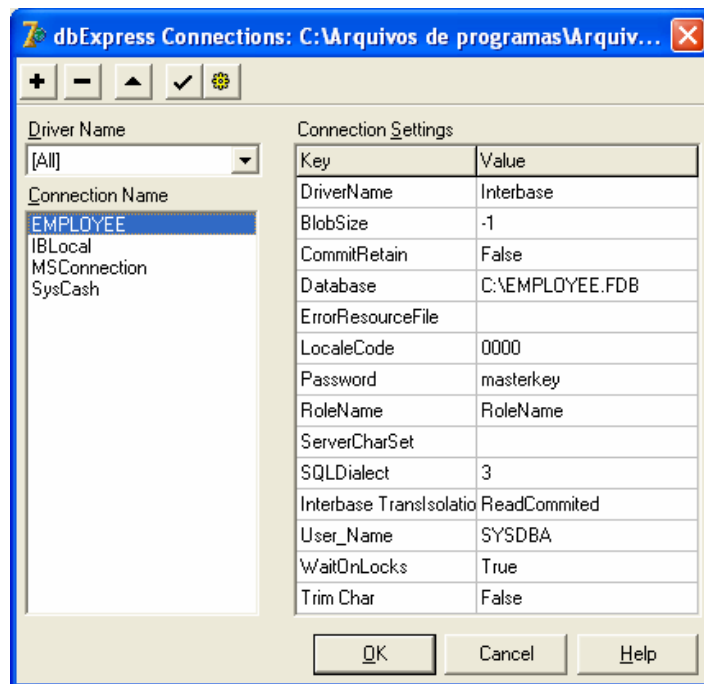 dbExpress Connections: C:\Arquivos de programas\Arquiv...
Driver Name
[All]
Connection Name
EMPLOYEE
IBLocal
MSConnection
SysCash
Connection Settings
Key Value
DriverName Interbase
BlobSize -1
CommitRetain False
Database C:\EMPLOYEE.FDB
ErrorResourceFile
LocaleCode 0000
Password masterkey
RoleName RoleName
ServerCharSet
SQLDialect 3
Interbase TransIsolatio ReadCommited
User_Name SYSDBA
WaitOnLocks True
Trim Char False
OK Cancel Help